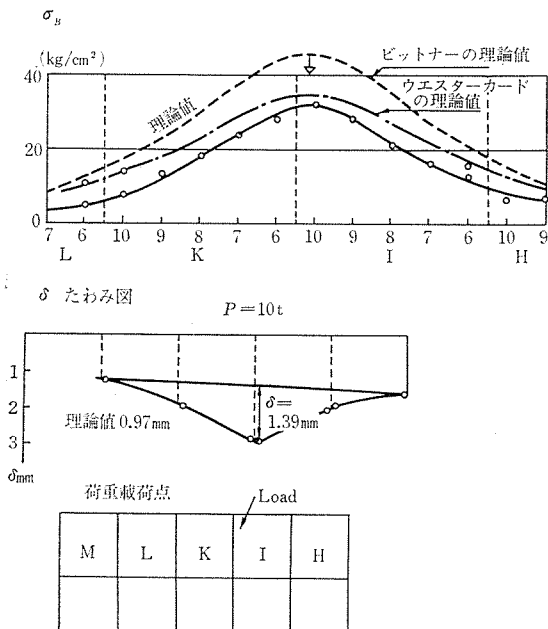 σB
(kg/cm²)
ビットナーの理論値
40
ウエスターカード
の理論値
理論値
20
0
7 6 10 9 8 7 6 10 9 8 7 6 10 9
L K I H
δ たわみ図
P=10t
1
2
3
δmm
理論値 0.97mm
δ=
1.39mm
荷重載荷点
Load
M L K I H